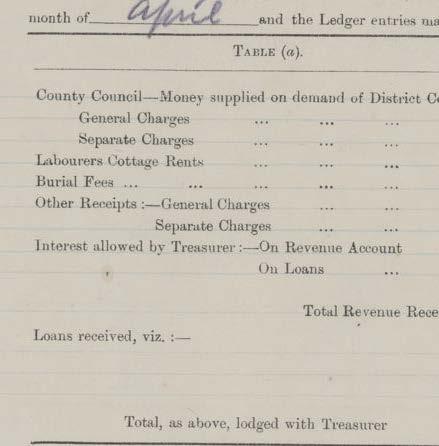 month of April and the Ledger entries ma
TABLE (a).
County Council—Money supplied on demand of District Co
General Charges ... ... ...
Separate Charges ... ... ...
Labourers Cottage Rents ... ... ...
Burial Fees ... ... ... ... ...
Other Receipts :—General Charges ... ...
Separate Charges ... ...
Interest allowed by Treasurer :—On Revenue Account
On Loans ...
Total Revenue Rece
Loans received, viz. :—
Total, as above, lodged with Treasurer